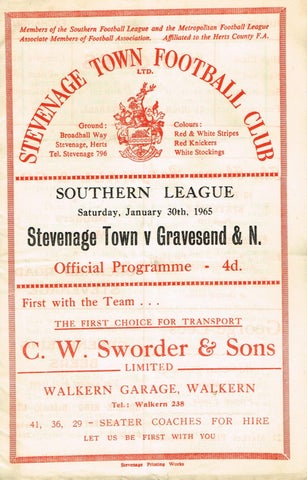 Members of the Southern Football League and the Metropolitan Football League
Associate Members of Football Association. Affiliated to the Herts County F.A.
STEVENAGE TOWN FOOTBALL CLUB
LTD.
Ground :
Broadhall Way
Stevenage, Herts
Tel. Stevenage 796
Colours :
Red & White Stripes
Red Knickers
White Stockings
SOUTHERN LEAGUE
Saturday, January 30th, 1965
Stevenage Town v Gravesend & N.
Official Programme - 4d.
First with the Team . . .
THE FIRST CHOICE FOR TRANSPORT
C. W. Sworder & Sons
LIMITED
WALKERN GARAGE, WALKERN
Tel.: Walkern 238
41, 36, 29 - SEATER COACHES FOR HIRE
LET US BE FIRST WITH YOU
Stevenage Printing Works